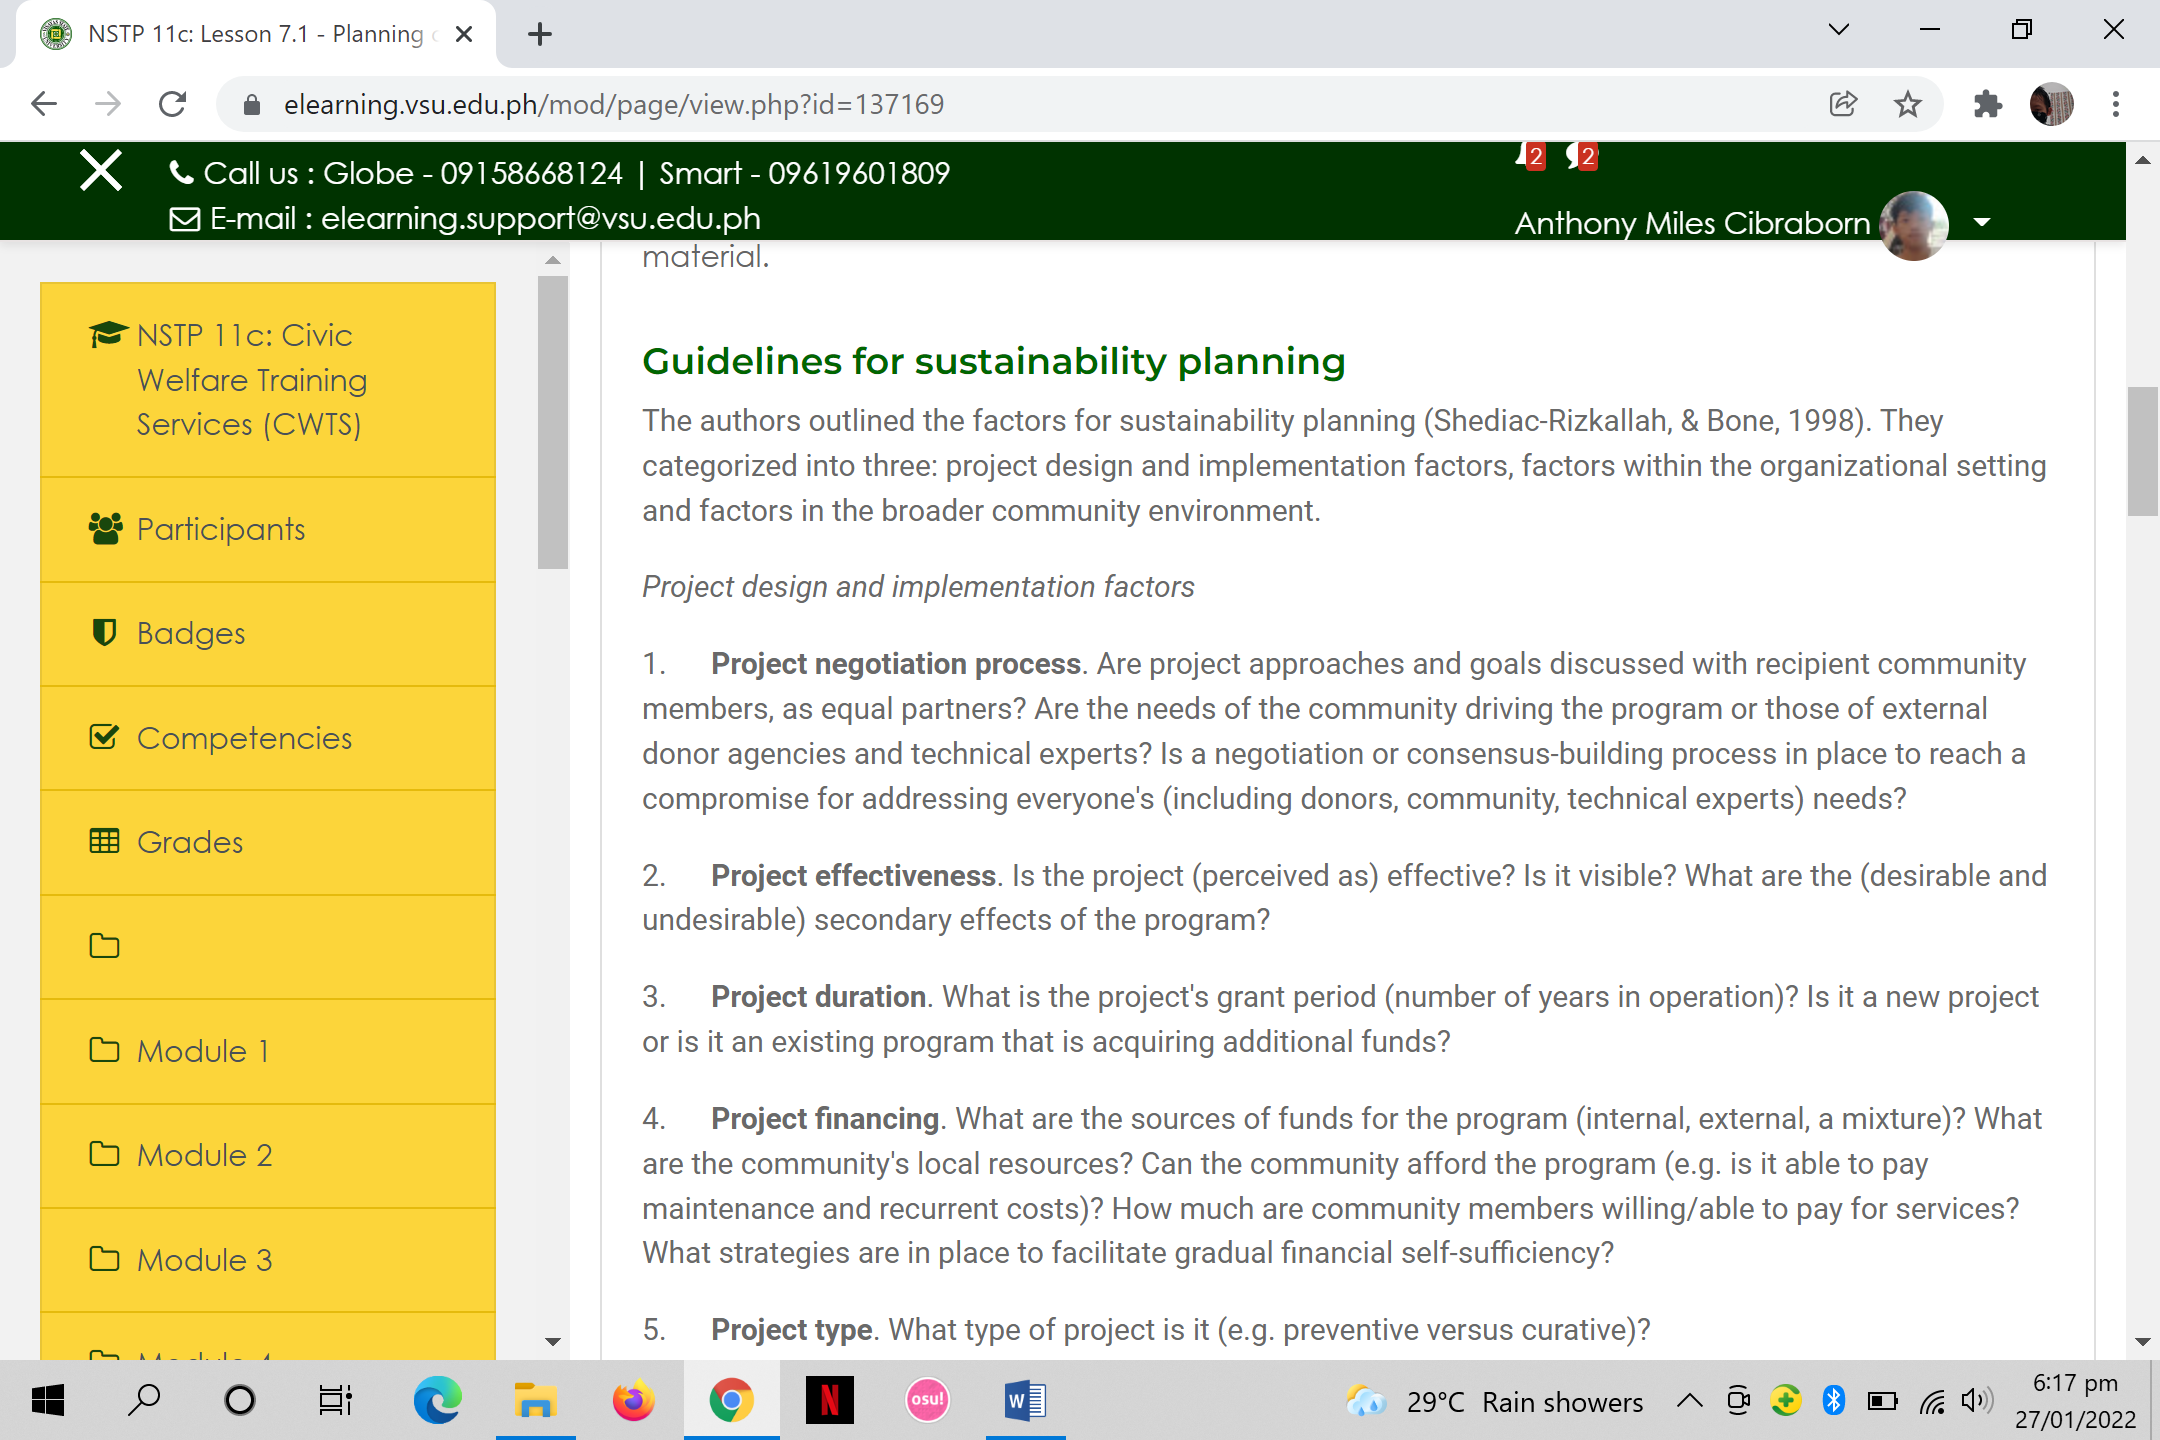 NSTP 11c: Lesson 7.1 - Planning
elearning.vsu.edu.ph/mod/page/view.php?id=137169
Call us : Globe - 09158668124 | Smart - 09619601809
2 2
E-mail : elearning.support@vsu.edu.ph
Anthony Miles Cibraborn
NSTP 11c: Civic
Welfare Training
Services (CWTS)
Participants
Badges
Competencies
Grades
Module 1
Module 2
Module 3
Module 4
material.
Guidelines for sustainability planning
The authors outlined the factors for sustainability planning (Shediac-Rizkallah, & Bone, 1998). They
categorized into three: project design and implementation factors, factors within the organizational setting
and factors in the broader community environment.
Project design and implementation factors
1. Project negotiation process. Are project approaches and goals discussed with recipient community
members, as equal partners? Are the needs of the community driving the program or those of external
donor agencies and technical experts? Is a negotiation or consensus-building process in place to reach a
compromise for addressing everyone's (including donors, community, technical experts) needs?
2. Project effectiveness. Is the project (perceived as) effective? Is it visible? What are the (desirable and
undesirable) secondary effects of the program?
3. Project duration. What is the project's grant period (number of years in operation)? Is it a new project
or is it an existing program that is acquiring additional funds?
4. Project financing. What are the sources of funds for the program (internal, external, a mixture)? What
are the community's local resources? Can the community afford the program (e.g. is it able to pay
maintenance and recurrent costs)? How much are community members willing/able to pay for services?
What strategies are in place to facilitate gradual financial self-sufficiency?
5. Project type. What type of project is it (e.g. preventive versus curative)?
N
osu!
W
29°C Rain showers
6:17 pm
27/01/2022